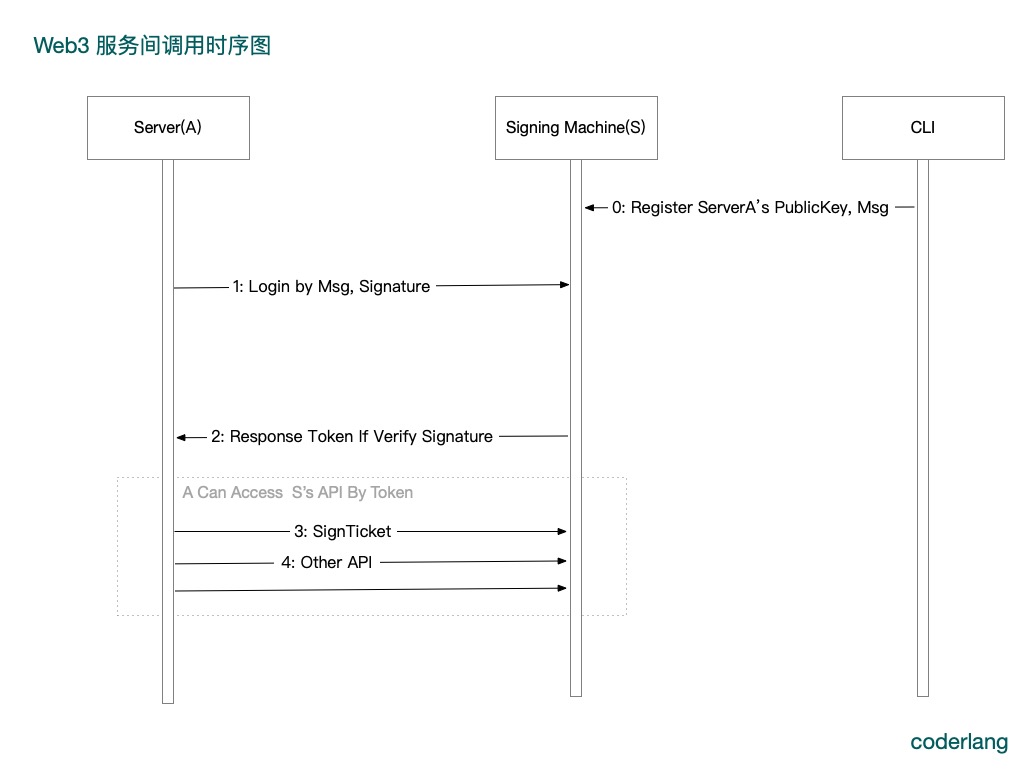 Web3 服务间调用时序图
Server(A)
Signing Machine(S)
CLI
0: Register ServerA's PublicKey, Msg
1: Login by Msg, Signature
2: Response Token If Verify Signature
A Can Access  S's API By Token
3: SignTicket
4: Other API
coderlang